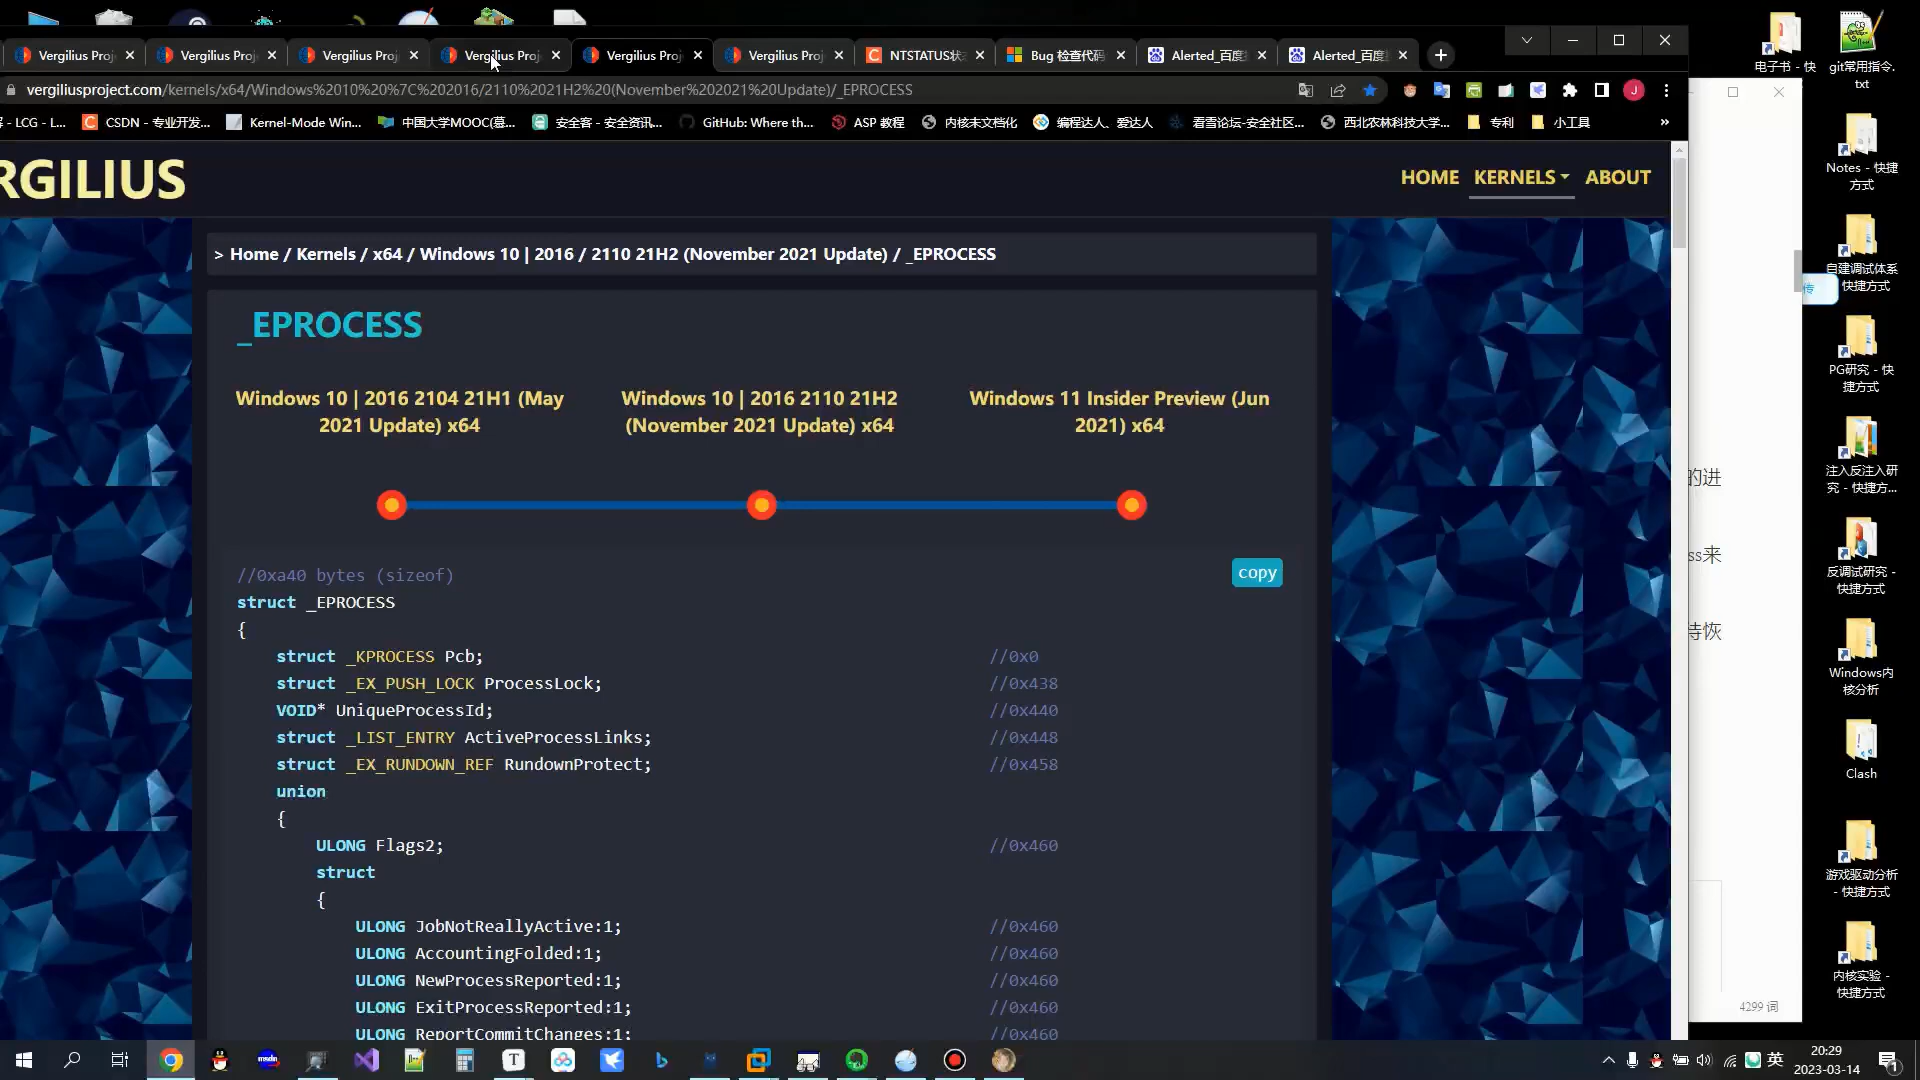 Vergilius Proj
Vergilius Proj
Vergilius Proj
Vergilius Proj
Vergilius Proj
Vergilius Proj
NTSTATUS状
Bug 检查代码
Alerted_百度
Alerted_百度
vergiliusproject.com/kernels/x64/Windows%2010%20%7C%202016/2110%2021H2%20(November%202021%20Update)/_EPROCESS
- LCG - L...
CSDN - 专业开发...
Kernel-Mode Win...
中国大学MOOC(慕...
安全客 - 安全资讯...
GitHub: Where th...
ASP 教程
内核未文档化
编程达人、爱达人
看雪论坛-安全社区...
西北农林科技大学...
专利
小工具
»
RGILIUS
HOME
KERNELS
ABOUT
> Home / Kernels / x64 / Windows 10 | 2016 / 2110 21H2 (November 2021 Update) / _EPROCESS
_EPROCESS
Windows 10 | 2016 2104 21H1 (May
2021 Update) x64
Windows 10 | 2016 2110 21H2
(November 2021 Update) x64
Windows 11 Insider Preview (Jun
2021) x64
copy
//0xa40 bytes (sizeof)
struct _EPROCESS
{
struct _KPROCESS Pcb; //0x0
struct _EX_PUSH_LOCK ProcessLock; //0x438
VOID* UniqueProcessId; //0x440
struct _LIST_ENTRY ActiveProcessLinks; //0x448
struct _EX_RUNDOWN_REF RundownProtect; //0x458
union
{
ULONG Flags2; //0x460
struct
{
ULONG JobNotReallyActive:1; //0x460
ULONG AccountingFolded:1; //0x460
ULONG NewProcessReported:1; //0x460
ULONG ExitProcessReported:1; //0x460
ULONG ReportCommitChanges:1; //0x460
的进
ss来
待恢
4299 词
传
电子书 - 快
git常用指令.
txt
Notes - 快捷
方式
自建调试体系
快捷方式
PG研究 - 快
捷方式
注入反注入研
究 - 快捷方...
反调试研究 -
快捷方式
Windows内
核分析
Clash
游戏驱动分析
- 快捷方式
内核实验 -
快捷方式
msdn
T
英
20:29
2023-03-14
1